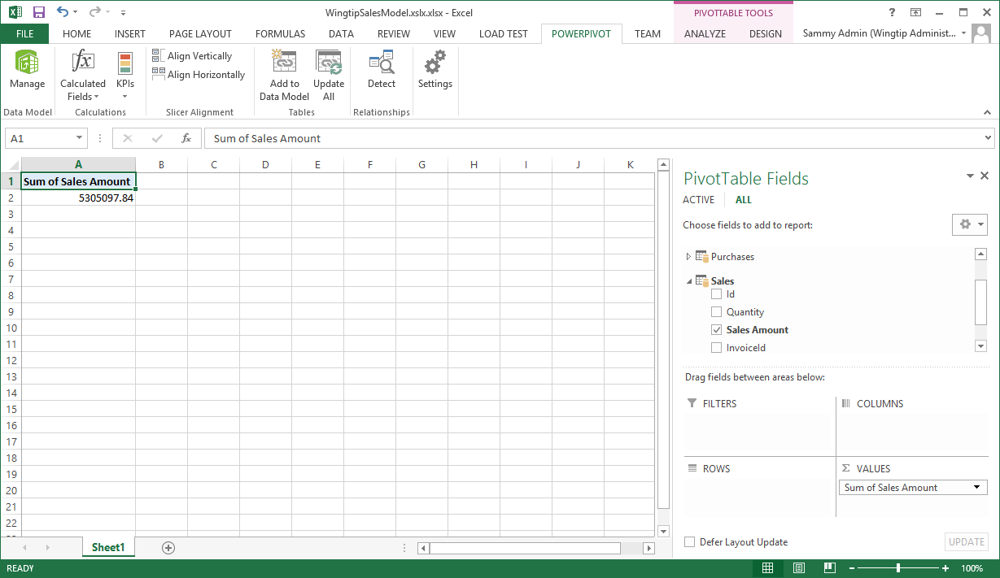 WingtipSalesModel.xslx.xlsx - Excel
PIVOTTABLE TOOLS
?
FILE HOME INSERT PAGE LAYOUT FORMULAS DATA REVIEW VIEW LOAD TEST POWERPIVOT TEAM ANALYZE DESIGN Sammy Admin (Wingtip Administ...
Manage
Data Model
Calculated
Fields
KPIs
Calculations
Align Vertically
Align Horizontally
Slicer Alignment
Add to
Data Model
Update
All
Tables
Detect
Relationships
Settings
A1 fx Sum of Sales Amount
A B C D E F G H I J K
1 Sum of Sales Amount
2 5305097.84
3
4
5
6
7
8
9
10
11
12
13
14
15
16
17
18
19
20
21
22
PivotTable Fields
ACTIVE ALL
Choose fields to add to report:
Purchases
Sales
Id
Quantity
Sales Amount
InvoiceId
Drag fields between areas below:
FILTERS
COLUMNS
ROWS
Σ VALUES
Sum of Sales Amount
Defer Layout Update
UPDATE
Sheet1
READY
100%